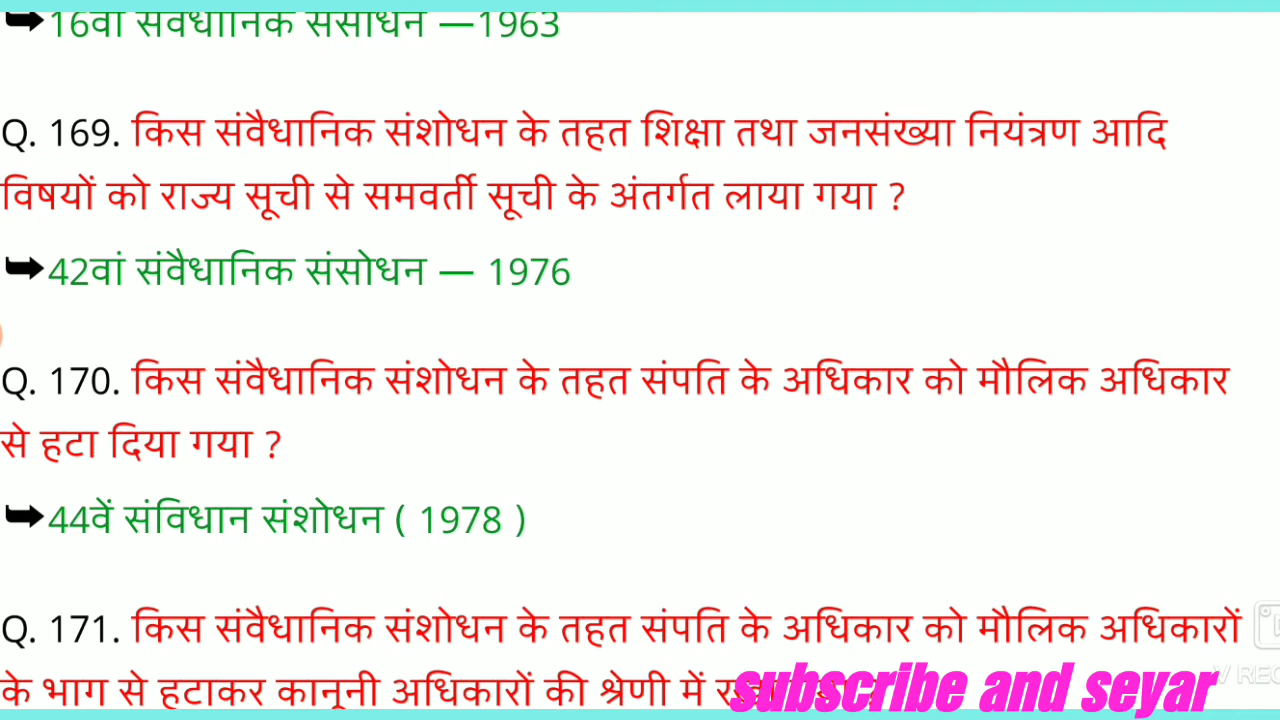 ➡16वां संवैधानिक संसोधन —1963
Q. 169. किस संवैधानिक संशोधन के तहत शिक्षा तथा जनसंख्या नियंत्रण आदि
विषयों को राज्य सूची से समवर्ती सूची के अंतर्गत लाया गया ?
➡42वां संवैधानिक संसोधन — 1976
Q. 170. किस संवैधानिक संशोधन के तहत संपति के अधिकार को मौलिक अधिकार
से हटा दिया गया ?
➡44वें संविधान संशोधन ( 1978 )
Q. 171. किस संवैधानिक संशोधन के तहत संपति के अधिकार को मौलिक अधिकारों
के भाग से हटाकर कानूनी अधिकारों की श्रेणी में
subscribe and seyar
V REC